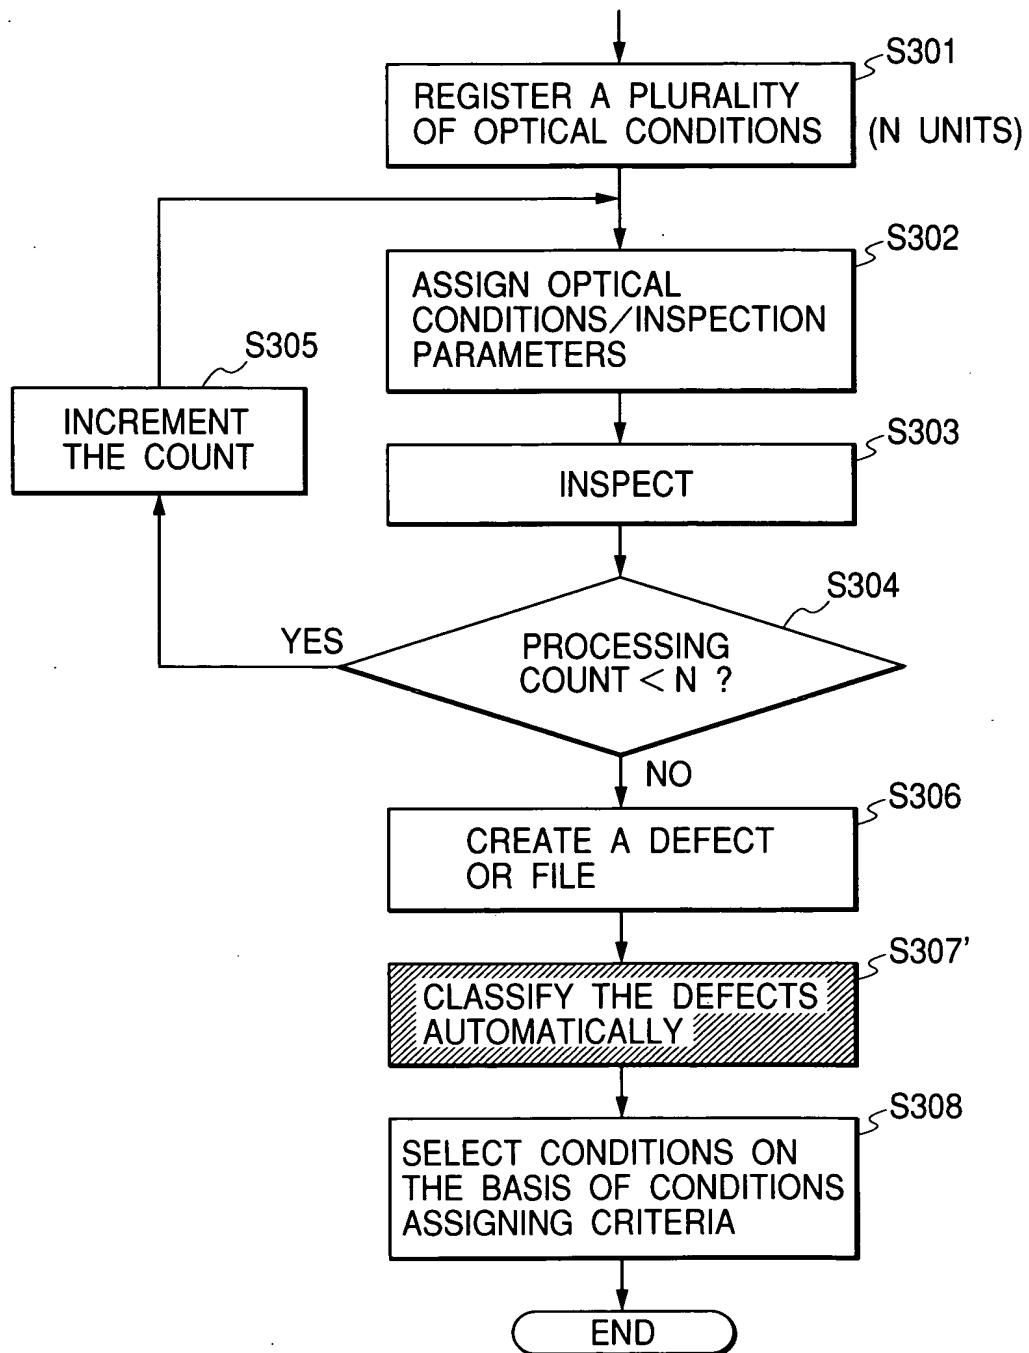 S301
REGISTER A PLURALITY
OF OPTICAL CONDITIONS
(N UNITS)
S302
ASSIGN OPTICAL
CONDITIONS/INSPECTION
PARAMETERS
S305
INCREMENT
THE COUNT
S303
INSPECT
S304
PROCESSING
COUNT < N ?
YES
NO
S306
CREATE A DEFECT
OR FILE
S307'
CLASSIFY THE DEFECTS
AUTOMATICALLY
S308
SELECT CONDITIONS ON
THE BASIS OF CONDITIONS
ASSIGNING CRITERIA
END